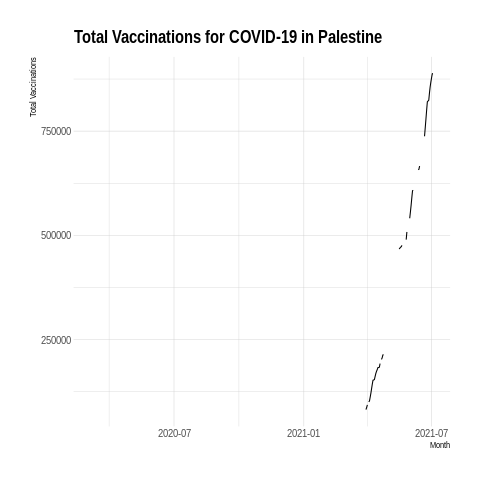 Total Vaccinations for COVID-19 in Palestine
Total Vaccinations
750000
500000
250000
2020-07 2021-01 2021-07
Month